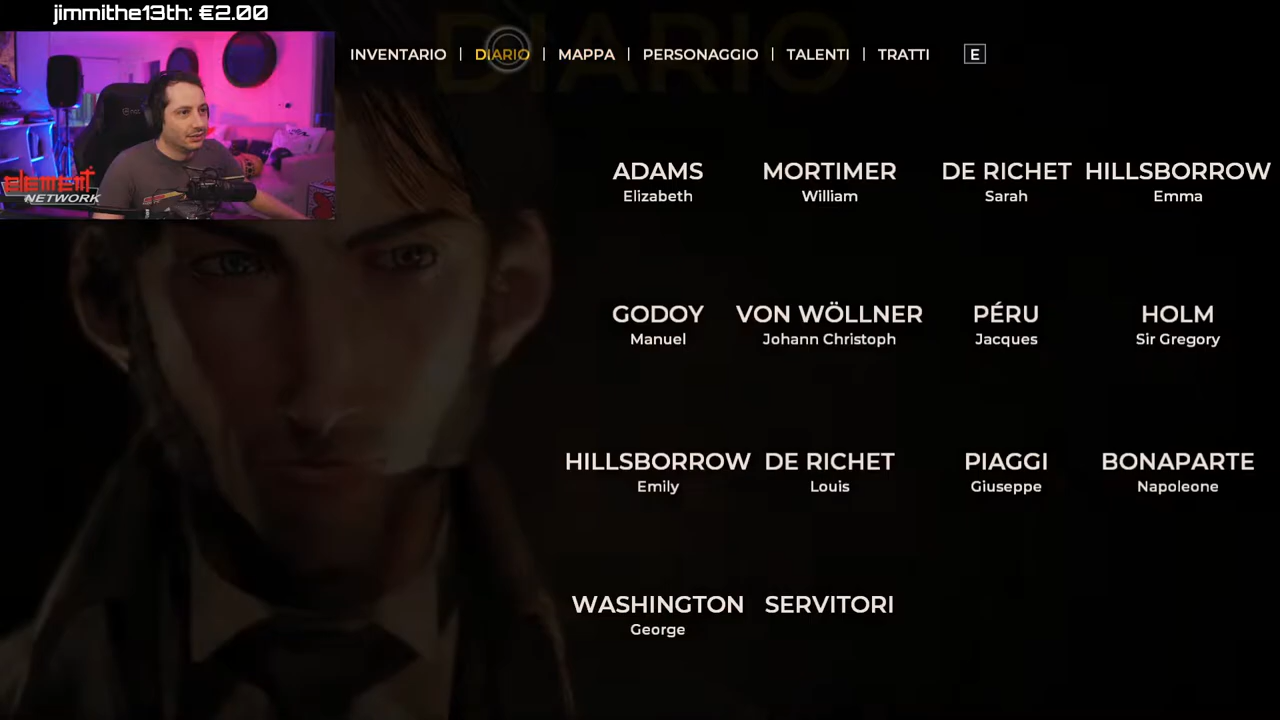 jimmithe13th: €2.00
DIARIO
INVENTARIO | DIARIO | MAPPA | PERSONAGGIO | TALENTI | TRATTI E
element
NETWORK
ADAMS MORTIMER DE RICHET HILLSBORROW
Elizabeth William Sarah Emma
GODOY VON WÖLLNER PÉRU HOLM
Manuel Johann Christoph Jacques Sir Gregory
HILLSBORROW DE RICHET PIAGGI BONAPARTE
Emily Louis Giuseppe Napoleone
WASHINGTON SERVITORI
George